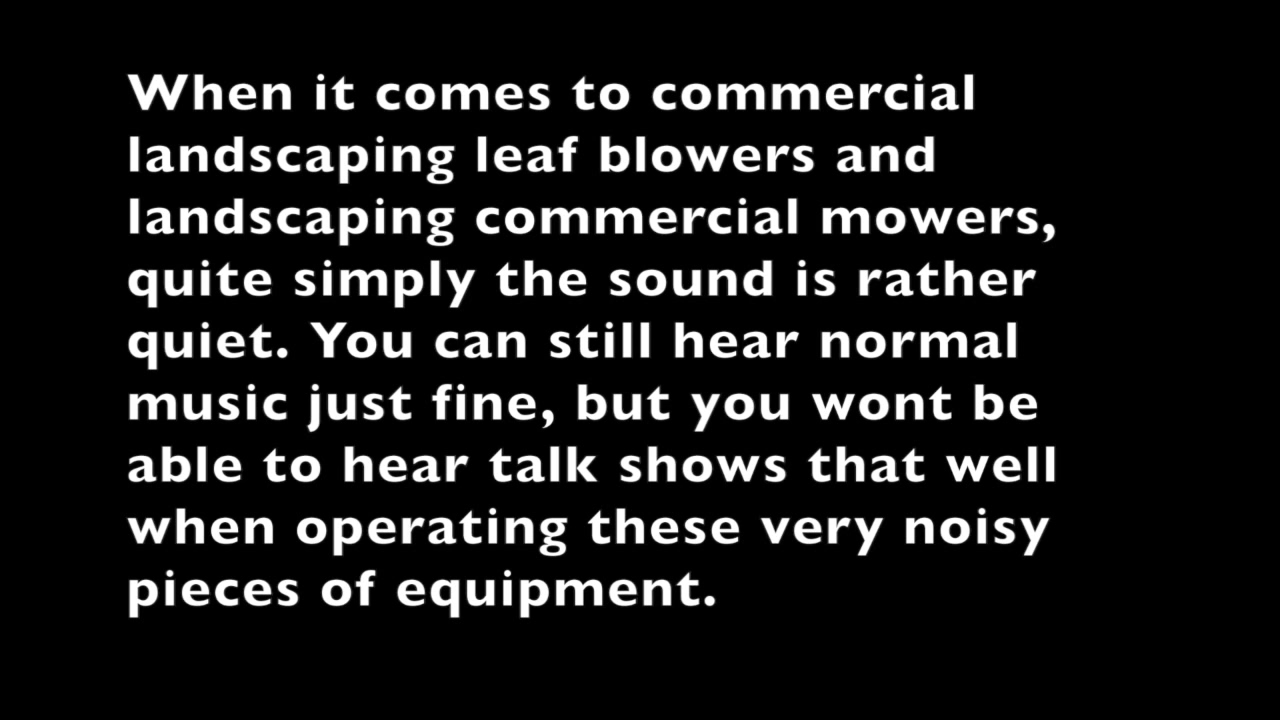 When it comes to commercial
landscaping leaf blowers and
landscaping commercial mowers,
quite simply the sound is rather
quiet. You can still hear normal
music just fine, but you wont be
able to hear talk shows that well
when operating these very noisy
pieces of equipment.